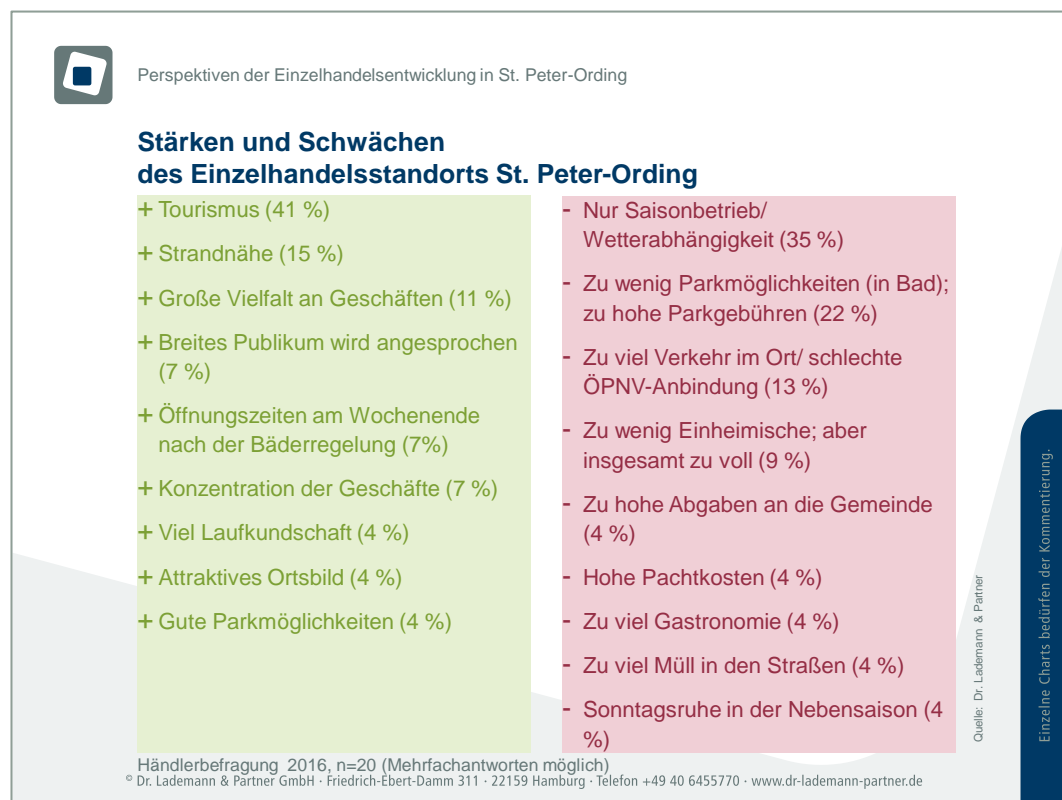 Perspektiven der Einzelhandelsentwicklung in St. Peter-Ording
Stärken und Schwächen
des Einzelhandelsstandorts St. Peter-Ording
+ Tourismus (41 %)
+ Strandnähe (15 %)
+ Große Vielfalt an Geschäften (11 %)
+ Breites Publikum wird angesprochen
(7 %)
+ Öffnungszeiten am Wochenende
nach der Bäderregelung (7%)
+ Konzentration der Geschäfte (7 %)
+ Viel Laufkundschaft (4 %)
+ Attraktives Ortsbild (4 %)
+ Gute Parkmöglichkeiten (4 %)
- Nur Saisonbetrieb/
Wetterabhängigkeit (35 %)
- Zu wenig Parkmöglichkeiten (in Bad);
zu hohe Parkgebühren (22 %)
- Zu viel Verkehr im Ort/ schlechte
ÖPNV-Anbindung (13 %)
- Zu wenig Einheimische; aber
insgesamt zu voll (9 %)
- Zu hohe Abgaben an die Gemeinde
(4 %)
- Hohe Pachtkosten (4 %)
- Zu viel Gastronomie (4 %)
- Zu viel Müll in den Straßen (4 %)
- Sonntagsruhe in der Nebensaison (4
%)
Händlerbefragung 2016, n=20 (Mehrfachantworten möglich)
© Dr. Lademann & Partner GmbH · Friedrich-Ebert-Damm 311 · 22159 Hamburg · Telefon +49 40 6455770 · www.dr-lademann-partner.de
Quelle: Dr. Lademann & Partner
Einzelne Charts bedürfen der Kommentierung.